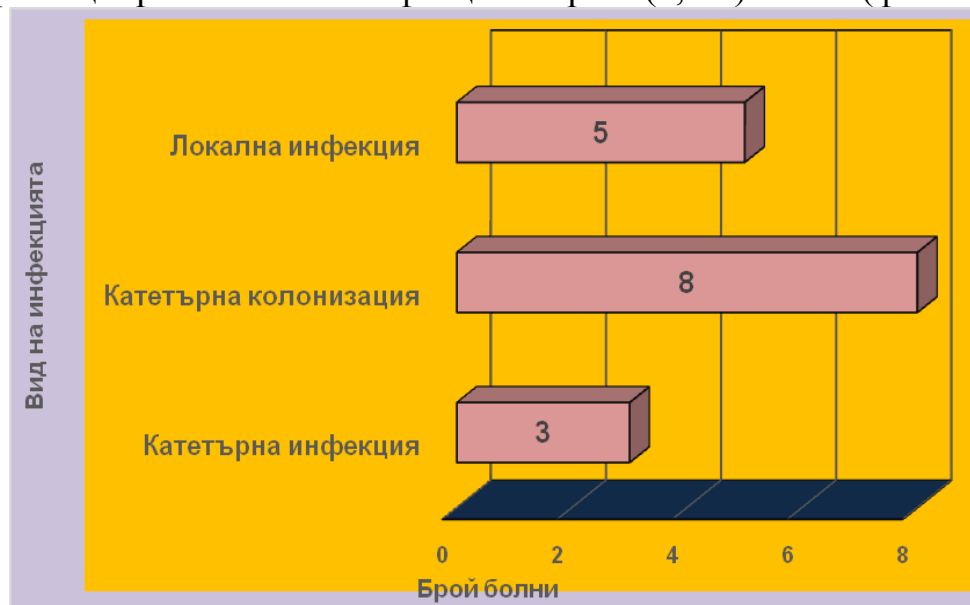 Вид на инфекцията
Локална инфекция
5
Катетърна колонизация
8
Катетърна инфекция
3
0 2 4 6 8
Брой болни